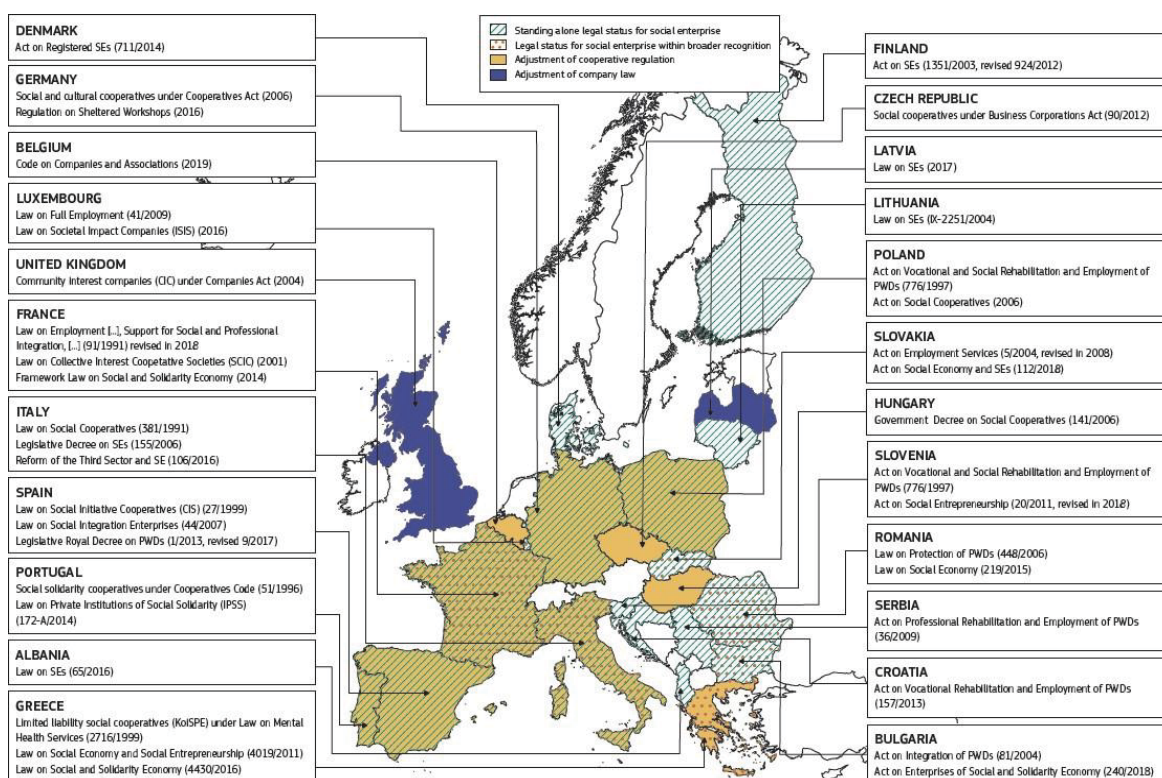 DENMARK
Act on Registered SEs (711/2014)
GERMANY
Social and cultural cooperatives under Cooperatives Act (2006)
Regulation on Sheltered Workshops (2016)
BELGIUM
Code on Companies and Associations (2019)
LUXEMBOURG
Law on Full Employment (41/2009)
Law on Societal Impact Companies (ISIS) (2016)
UNITED KINGDOM
Community interest companies (CIC) under Companies Act (2004)
FRANCE
Law on Employment [...], Support for Social and Professional
Integration, [...] (91/1991) revised in 2018
Law on Collective Interest Coopetative Societies (SCIC) (2001)
Framework Law on Social and Solidarity Economy (2014)
ITALY
Law on Social Cooperatives (381/1991)
Legislative Decree on SEs (155/2006)
Reform of the Third Sector and SE (106/2016)
SPAIN
Law on Social Initiative Cooperatives (CIS) (27/1999)
Law on Social Integration Enterprises (44/2007)
Legislative Royal Decree on PWDs (1/2013, revised 9/2017)
PORTUGAL
Social solidarity cooperatives under Cooperatives Code (51/1996)
Law on Private Institutions of Social Solidarity (IPSS)
(172-A/2014)
ALBANIA
Law on SEs (65/2016)
GREECE
Limited liability social cooperatives (KoiSPE) under Law on Mental
Health Services (2716/1999)
Law on Social Economy and Social Entrepreneurship (4019/2011)
Law on Social and Solidarity Economy (4430/2016)
Standing alone legal status for social enterprise
Legal status for social enterprise within broader recognition
Adjustment of cooperative regulation
Adjustment of company law
FINLAND
Act on SEs (1351/2003, revised 924/2012)
CZECH REPUBLIC
Social cooperatives under Business Corporations Act (90/2012)
LATVIA
Law on SEs (2017)
LITHUANIA
Law on SEs (IX-2251/2004)
POLAND
Act on Vocational and Social Rehabilitation and Employment of
PWDs (776/1997)
Act on Social Cooperatives (2006)
SLOVAKIA
Act on Employment Services (5/2004, revised in 2008)
Act on Social Economy and SEs (112/2018)
HUNGARY
Government Decree on Social Cooperatives (141/2006)
SLOVENIA
Act on Vocational and Social Rehabilitation and Employment of
PWDs (776/1997)
Act on Social Entrepreneurship (20/2011, revised in 2018)
ROMANIA
Law on Protection of PWDs (448/2006)
Law on Social Economy (219/2015)
SERBIA
Act on Professional Rehabilitation and Employment of PWDs
(36/2009)
CROATIA
Act on Vocational Rehabilitation and Employment of PWDs
(157/2013)
BULGARIA
Act on Integration of PWDs (81/2004)
Act on Enterprises of Social and Solidarity Economy (240/2018)